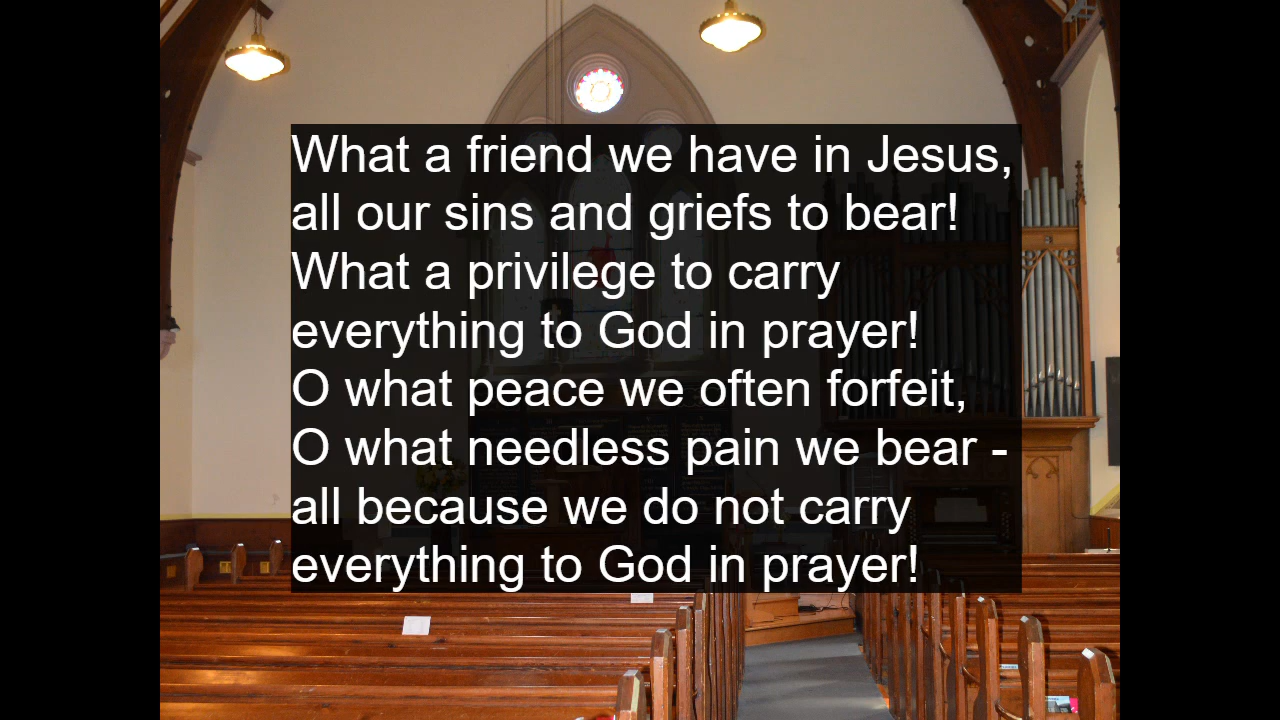 What a friend we have in Jesus,
all our sins and griefs to bear!
What a privilege to carry
everything to God in prayer!
O what peace we often forfeit,
O what needless pain we bear -
all because we do not carry
everything to God in prayer!